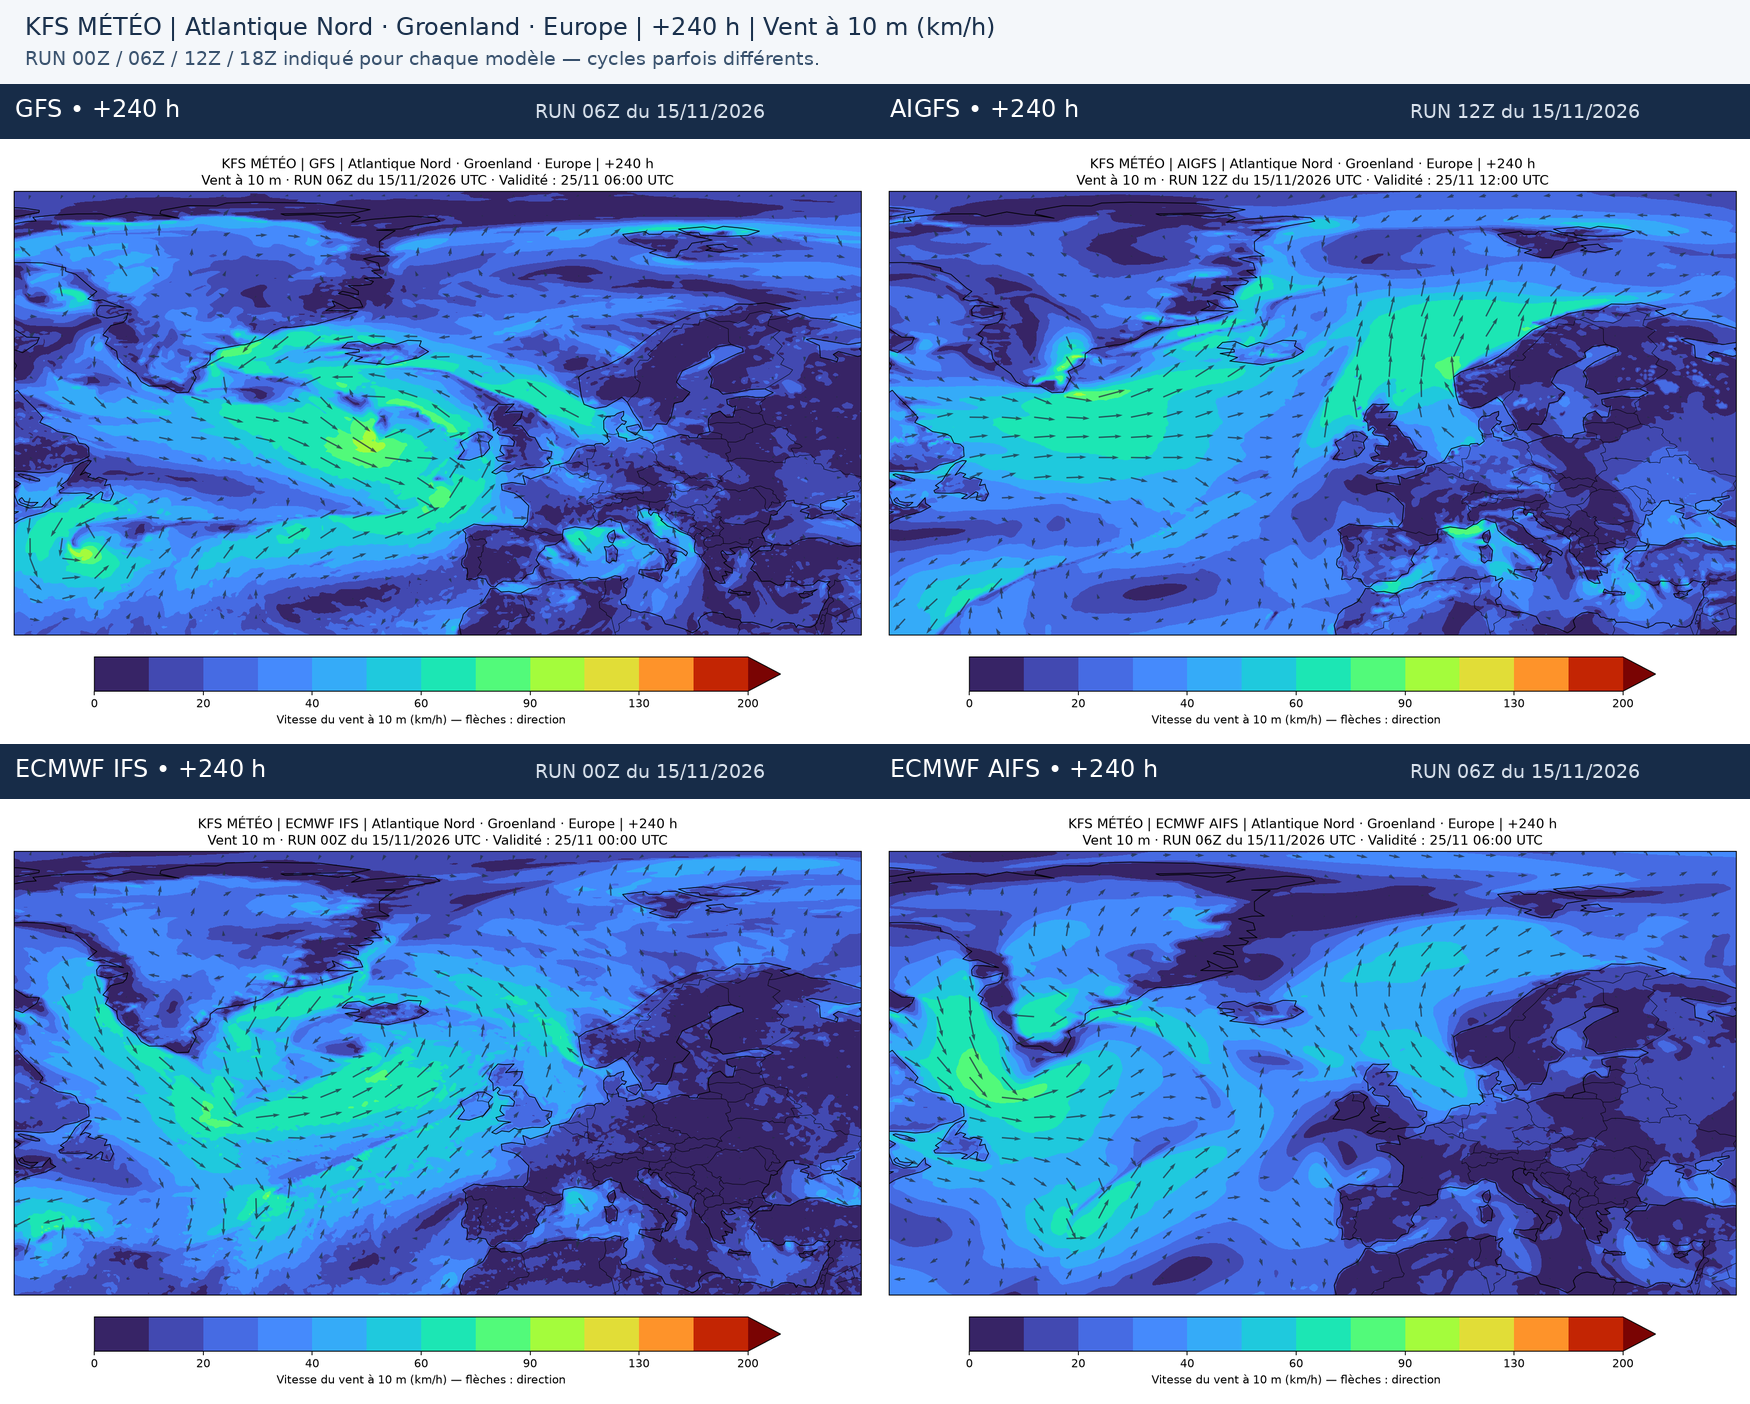 KFS MÉTÉO | Atlantique Nord · Groenland · Europe | +240 h | Vent à 10 m (km/h)
RUN 00Z / 06Z / 12Z / 18Z indiqué pour chaque modèle — cycles parfois différents.
GFS • +240 h
RUN 06Z du 15/11/2026
KFS MÉTÉO | GFS | Atlantique Nord · Groenland · Europe | +240 h
Vent à 10 m · RUN 06Z du 15/11/2026 UTC · Validité : 25/11 06:00 UTC
0 20 40 60 90 130 200
Vitesse du vent à 10 m (km/h) — flèches : direction
AIGFS • +240 h
RUN 12Z du 15/11/2026
KFS MÉTÉO | AIGFS | Atlantique Nord · Groenland · Europe | +240 h
Vent à 10 m · RUN 12Z du 15/11/2026 UTC · Validité : 25/11 12:00 UTC
0 20 40 60 90 130 200
Vitesse du vent à 10 m (km/h) — flèches : direction
ECMWF IFS • +240 h
RUN 00Z du 15/11/2026
KFS MÉTÉO | ECMWF IFS | Atlantique Nord · Groenland · Europe | +240 h
Vent 10 m · RUN 00Z du 15/11/2026 UTC · Validité : 25/11 00:00 UTC
0 20 40 60 90 130 200
Vitesse du vent à 10 m (km/h) — flèches : direction
ECMWF AIFS • +240 h
RUN 06Z du 15/11/2026
KFS MÉTÉO | ECMWF AIFS | Atlantique Nord · Groenland · Europe | +240 h
Vent 10 m · RUN 06Z du 15/11/2026 UTC · Validité : 25/11 06:00 UTC
0 20 40 60 90 130 200
Vitesse du vent à 10 m (km/h) — flèches : direction